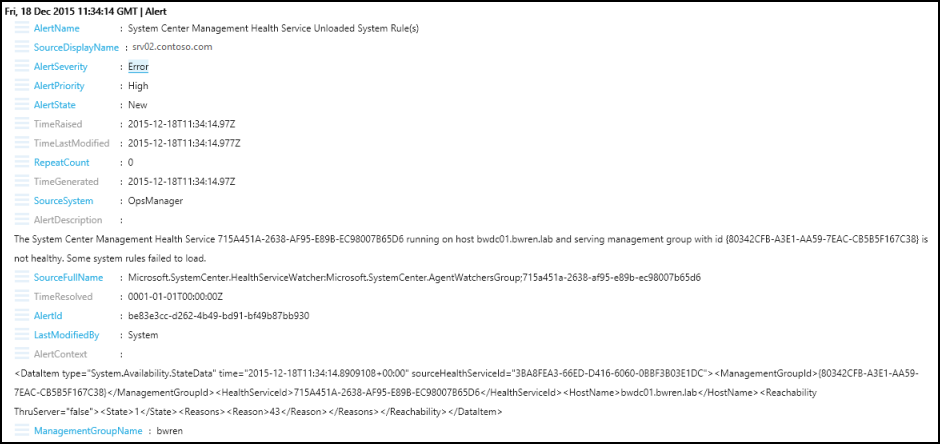 Fri, 18 Dec 2015 11:34:14 GMT | Alert
AlertName : System Center Management Health Service Unloaded System Rule(s)
SourceDisplayName : srv02.contoso.com
AlertSeverity : Error
AlertPriority : High
AlertState : New
TimeRaised : 2015-12-18T11:34:14.97Z
TimeLastModified : 2015-12-18T11:34:14.977Z
RepeatCount : 0
TimeGenerated : 2015-12-18T11:34:14.97Z
SourceSystem : OpsManager
AlertDescription :
The System Center Management Health Service 715A451A-2638-AF95-E89B-EC98007B65D6 running on host bwdc01.bwren.lab and serving management group with id {80342CFB-A3E1-AA59-7EAC-CB5B5F167C38} is
not healthy. Some system rules failed to load.
SourceFullName : Microsoft.SystemCenter.HealthServiceWatcher:Microsoft.SystemCenter.AgentWatchersGroup;715a451a-2638-af95-e89b-ec98007b65d6
TimeResolved : 0001-01-01T00:00:00Z
AlertId : be83e3cc-d262-4b49-bd91-bf49b87bb930
LastModifiedBy : System
AlertContext :
<DataItem type="System.Availability.StateData" time="2015-12-18T11:34:14.8909108+00:00" sourceHealthServiceId="3BA8FEA3-66ED-D416-6060-0BBF3B03E1DC"><ManagementGroupId>{80342CFB-A3E1-AA59-
7EAC-CB5B5F167C38}</ManagementGroupId><HealthServiceId>715A451A-2638-AF95-E89B-EC98007B65D6</HealthServiceId><HostName>bwdc01.bwren.lab</HostName><Reachability
ThruServer="false"><State>1</State><Reasons><Reason>43</Reason></Reasons></Reachability></DataItem>
ManagementGroupName : bwren